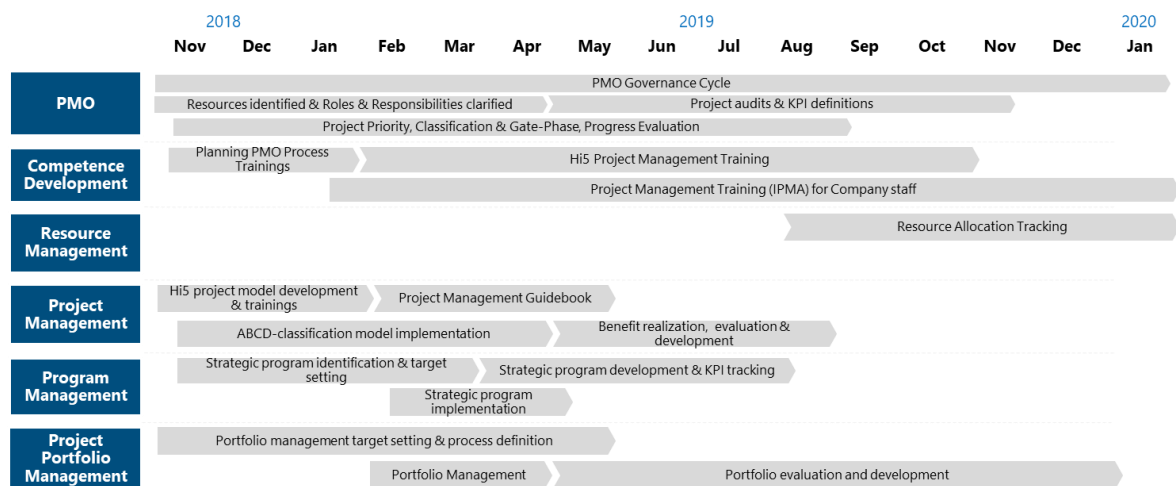 2018 2019 2020
Nov Dec Jan Feb Mar Apr May Jun Jul Aug Sep Oct Nov Dec Jan
PMO
PMO Governance Cycle
Resources identified & Roles & Responsibilities clarified
Project audits & KPI definitions
Project Priority, Classification & Gate-Phase, Progress Evaluation
Competence
Development
Planning PMO Process
Trainings
Hi5 Project Management Training
Project Management Training (IPMA) for Company staff
Resource
Management
Resource Allocation Tracking
Project
Management
Hi5 project model development
& trainings
Project Management Guidebook
ABCD-classification model implementation
Benefit realization, evaluation &
development
Program
Management
Strategic program identification & target
setting
Strategic program development & KPI tracking
Strategic program
implementation
Project
Portfolio
Management
Portfolio management target setting & process definition
Portfolio Management
Portfolio evaluation and development